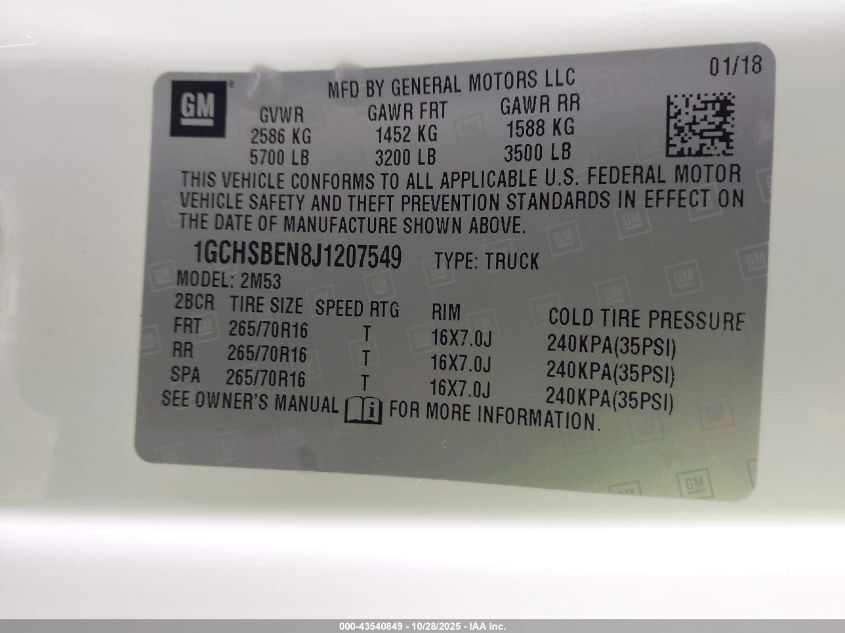 GM
MFD BY GENERAL MOTORS LLC
01/18
GVWR GAWR FRT GAWR RR
2586 KG 1452 KG 1588 KG
5700 LB 3200 LB 3500 LB
THIS VEHICLE CONFORMS TO ALL APPLICABLE U.S. FEDERAL MOTOR
VEHICLE SAFETY AND THEFT PREVENTION STANDARDS IN EFFECT ON
THE DATE OF MANUFACTURE SHOWN ABOVE.
1GCHSBEN8J1207549 TYPE: TRUCK
MODEL: 2M53
2BCR TIRE SIZE SPEED RTG RIM COLD TIRE PRESSURE
FRT 265/70R16 T 16X7.0J 240KPA(35PSI)
RR 265/70R16 T 16X7.0J 240KPA(35PSI)
SPA 265/70R16 T 16X7.0J 240KPA(35PSI)
SEE OWNER'S MANUAL i FOR MORE INFORMATION.
GM
000-43540849 - 10/28/2025 - IAA Inc.